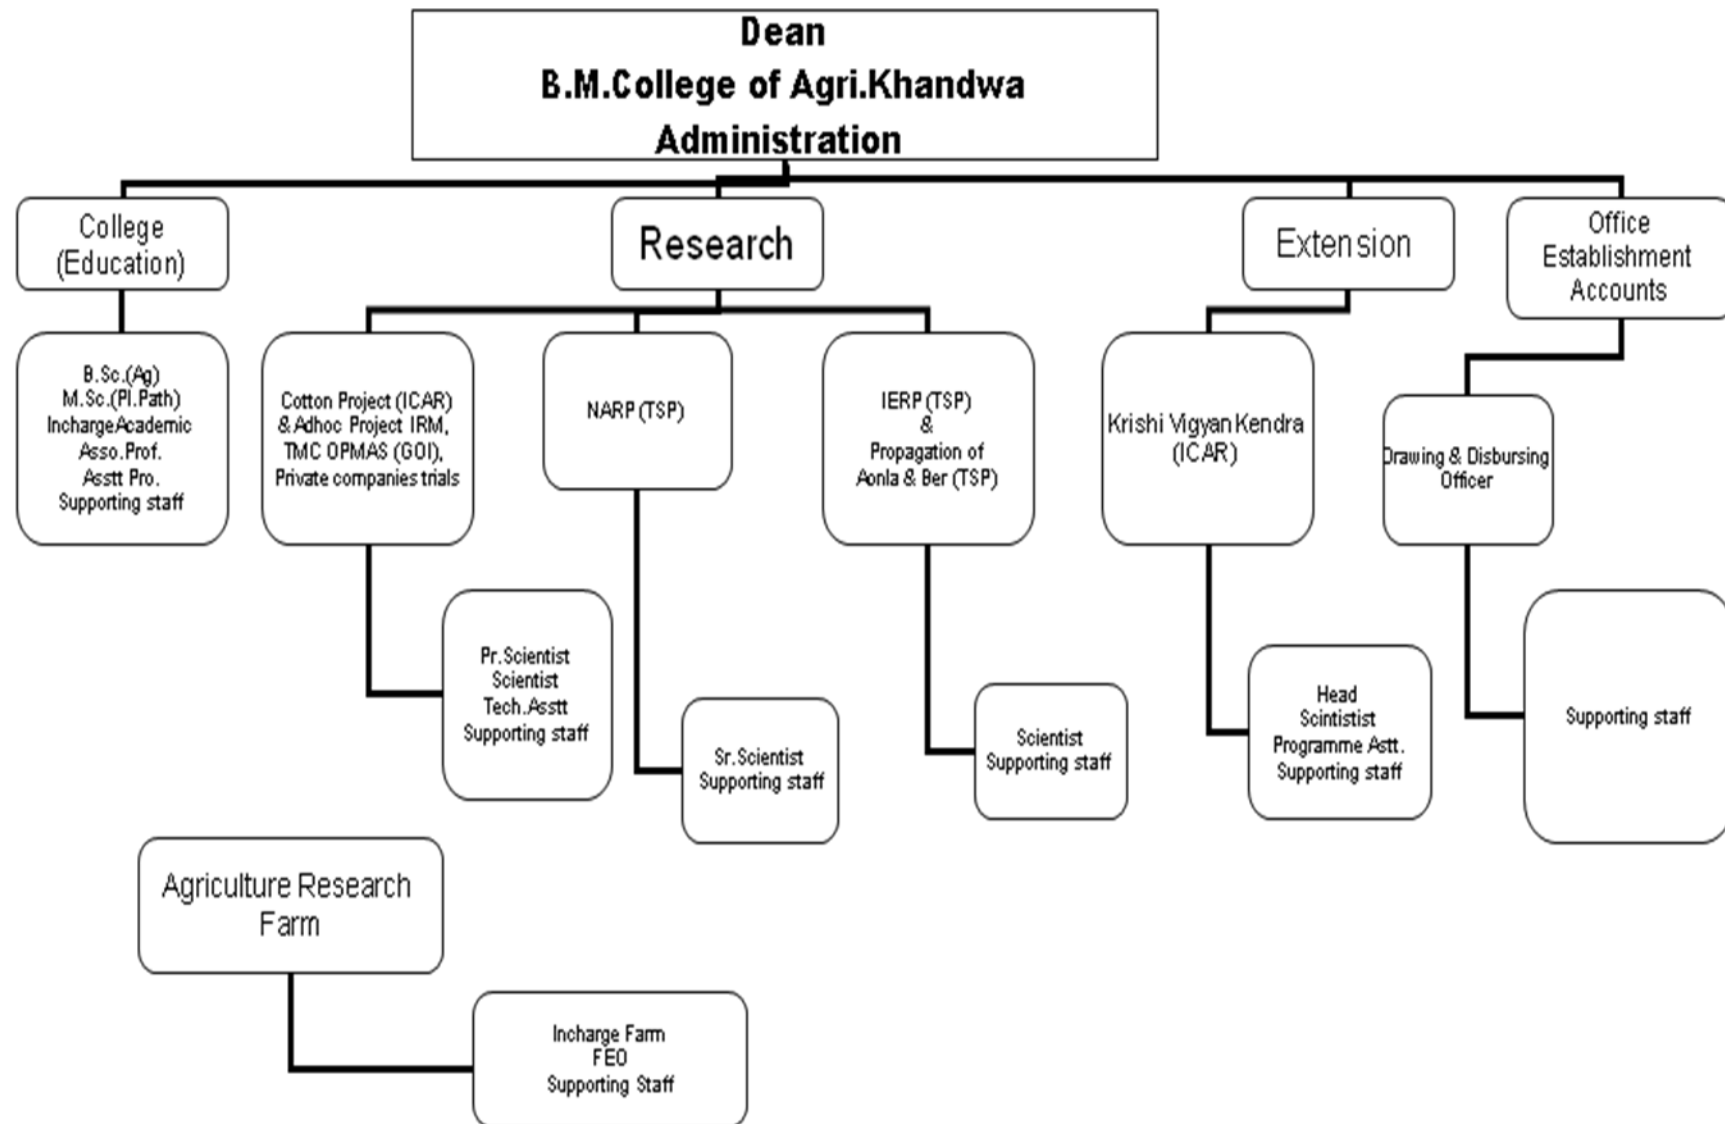 Dean
B.M.College of Agri.Khandwa
Administration
College
(Education)
Research
Extension
Office
Establishment
Accounts
B.Sc.(Ag)
M.Sc.(Pl.Path)
InchargeAcademic
Asso.Prof.
Asstt Pro.
Supporting staff
Cotton Project (ICAR)
& Adhoc Project IRM,
TMC OPMAS (GOI),
Private companies trials
NARP (TSP)
IERP (TSP)
&
Propagation of
Aonla & Ber (TSP)
Krishi Vigyan Kendra
(ICAR)
Drawing & Disbursing
Officer
Pr.Scientist
Scientist
Tech.Asstt
Supporting staff
Sr.Scientist
Supporting staff
Scientist
Supporting staff
Head
Scintistist
Programme Astt.
Supporting staff
Supporting staff
Agriculture Research
Farm
Incharge Farm
FEO
Supporting Staff